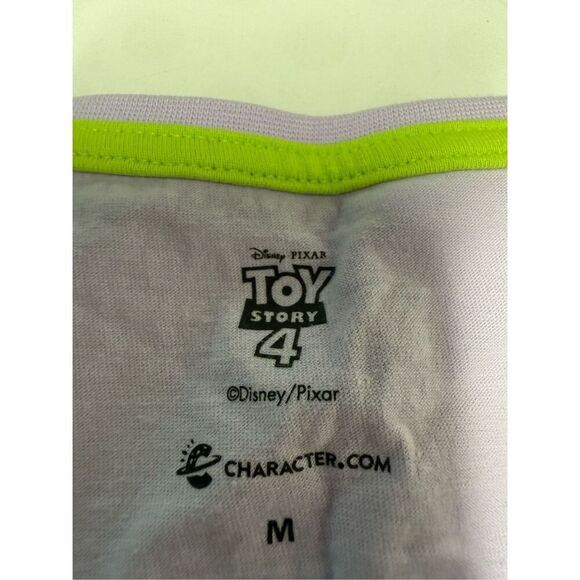 Disney PIXAR
TOY
STORY
4
©Disney/Pixar
CHARACTER.COM
M